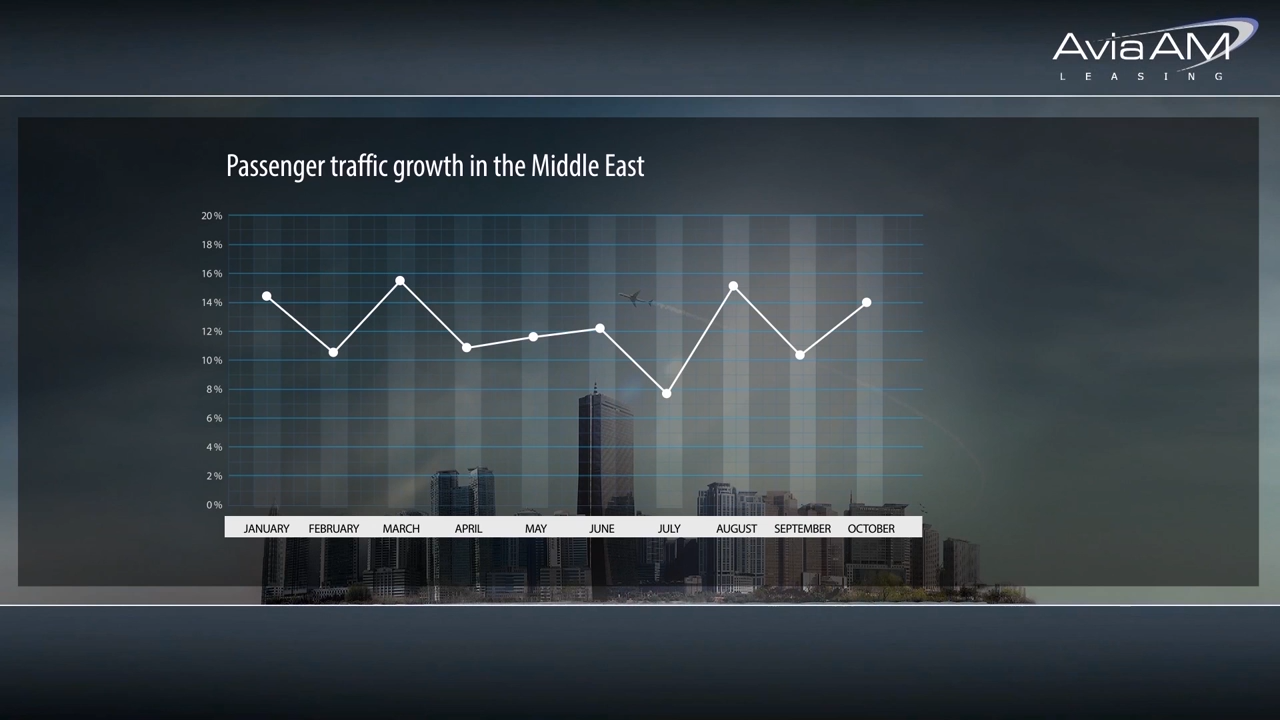 AviaAM
LEASING
Passenger traffic growth in the Middle East
20 %
18 %
16 %
14 %
12 %
10 %
8 %
6 %
4 %
2 %
0 %
JANUARY FEBRUARY MARCH APRIL MAY JUNE JULY AUGUST SEPTEMBER OCTOBER